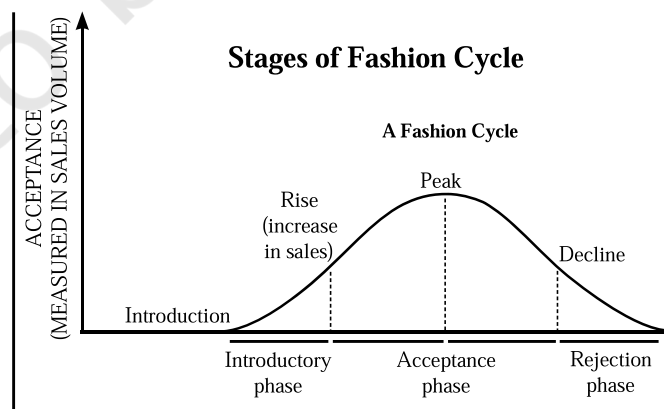 Stages of Fashion Cycle
ACCEPTANCE
(MEASURED IN SALES VOLUME)
A Fashion Cycle
Peak
Rise
(increase
in sales)
Decline
Introduction
Introductory
phase
Acceptance
phase
Rejection
phase